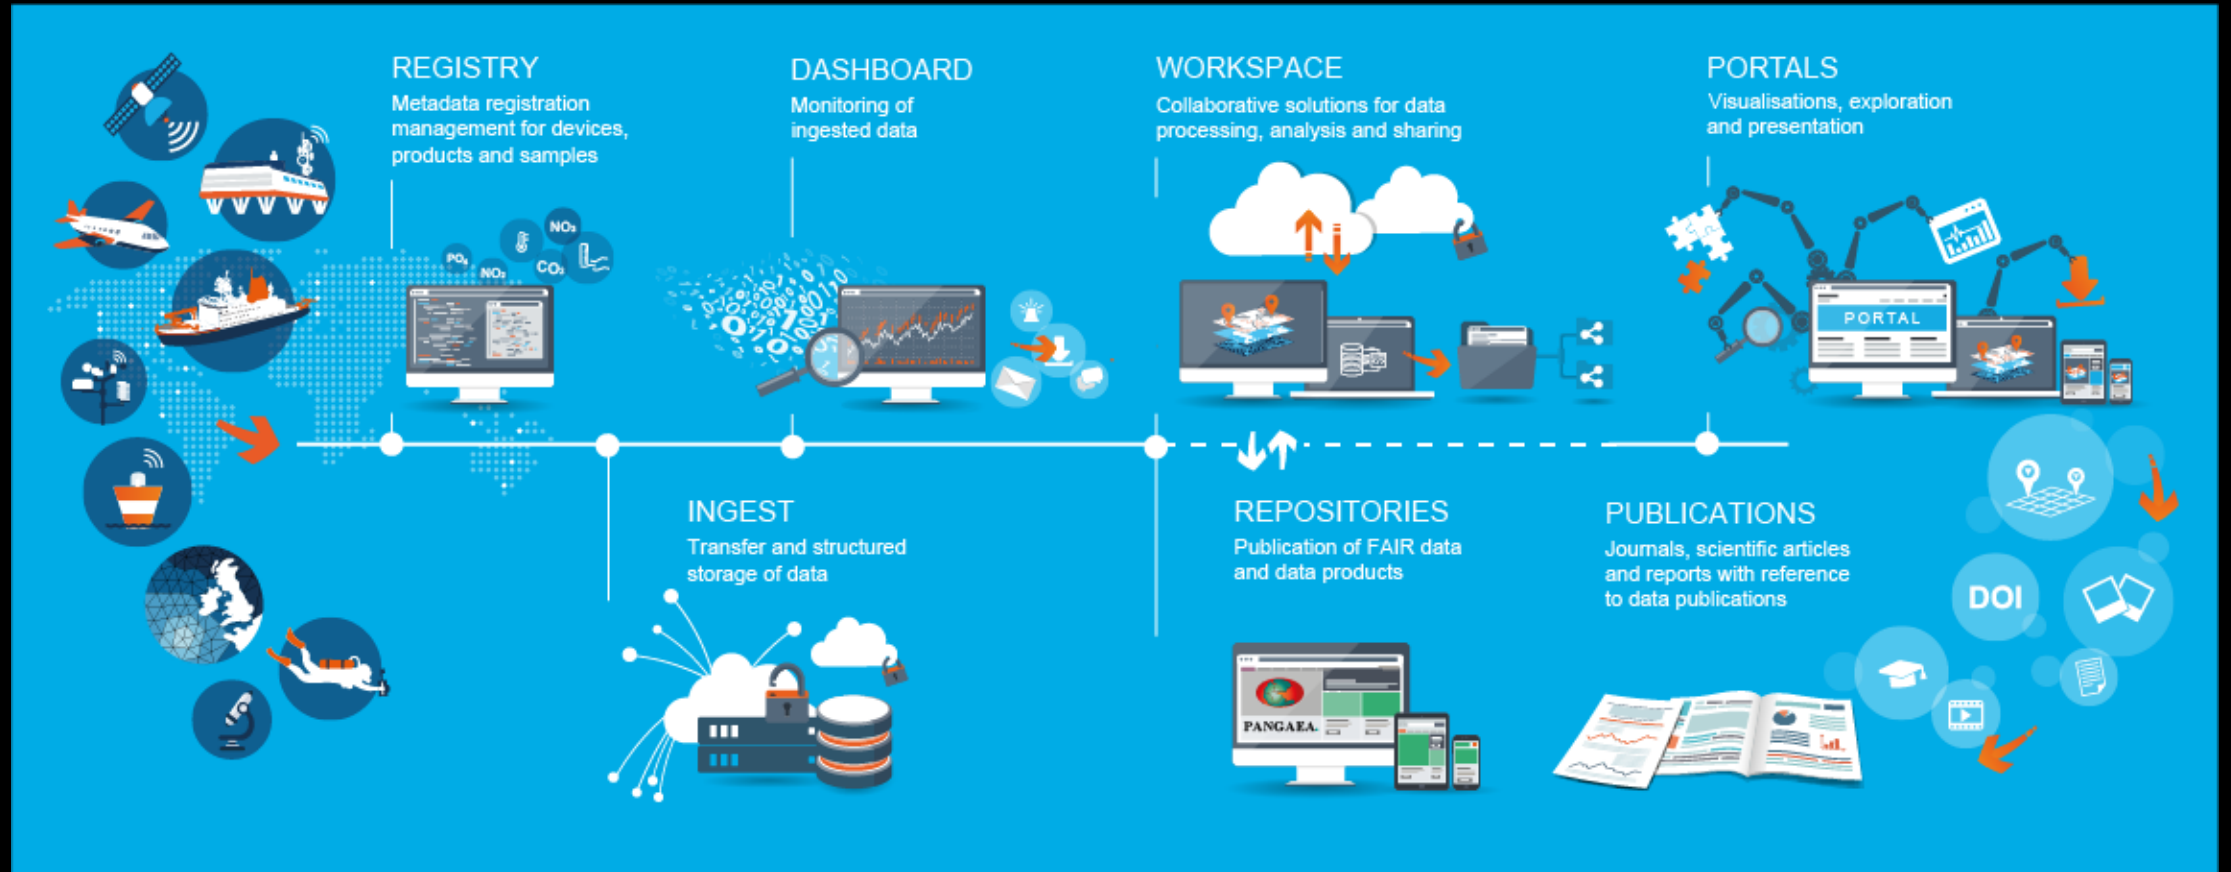 REGISTRY
Metadata registration
management for devices,
products and samples
PO₄
NO₂
NO₃
CO₂
DASHBOARD
Monitoring of
ingested data
WORKSPACE
Collaborative solutions for data
processing, analysis and sharing
PORTALS
Visualisations, exploration
and presentation
PORTAL
INGEST
Transfer and structured
storage of data
REPOSITORIES
Publication of FAIR data
and data products
PANGAEA.
PUBLICATIONS
Journals, scientific articles
and reports with reference
to data publications
DOI